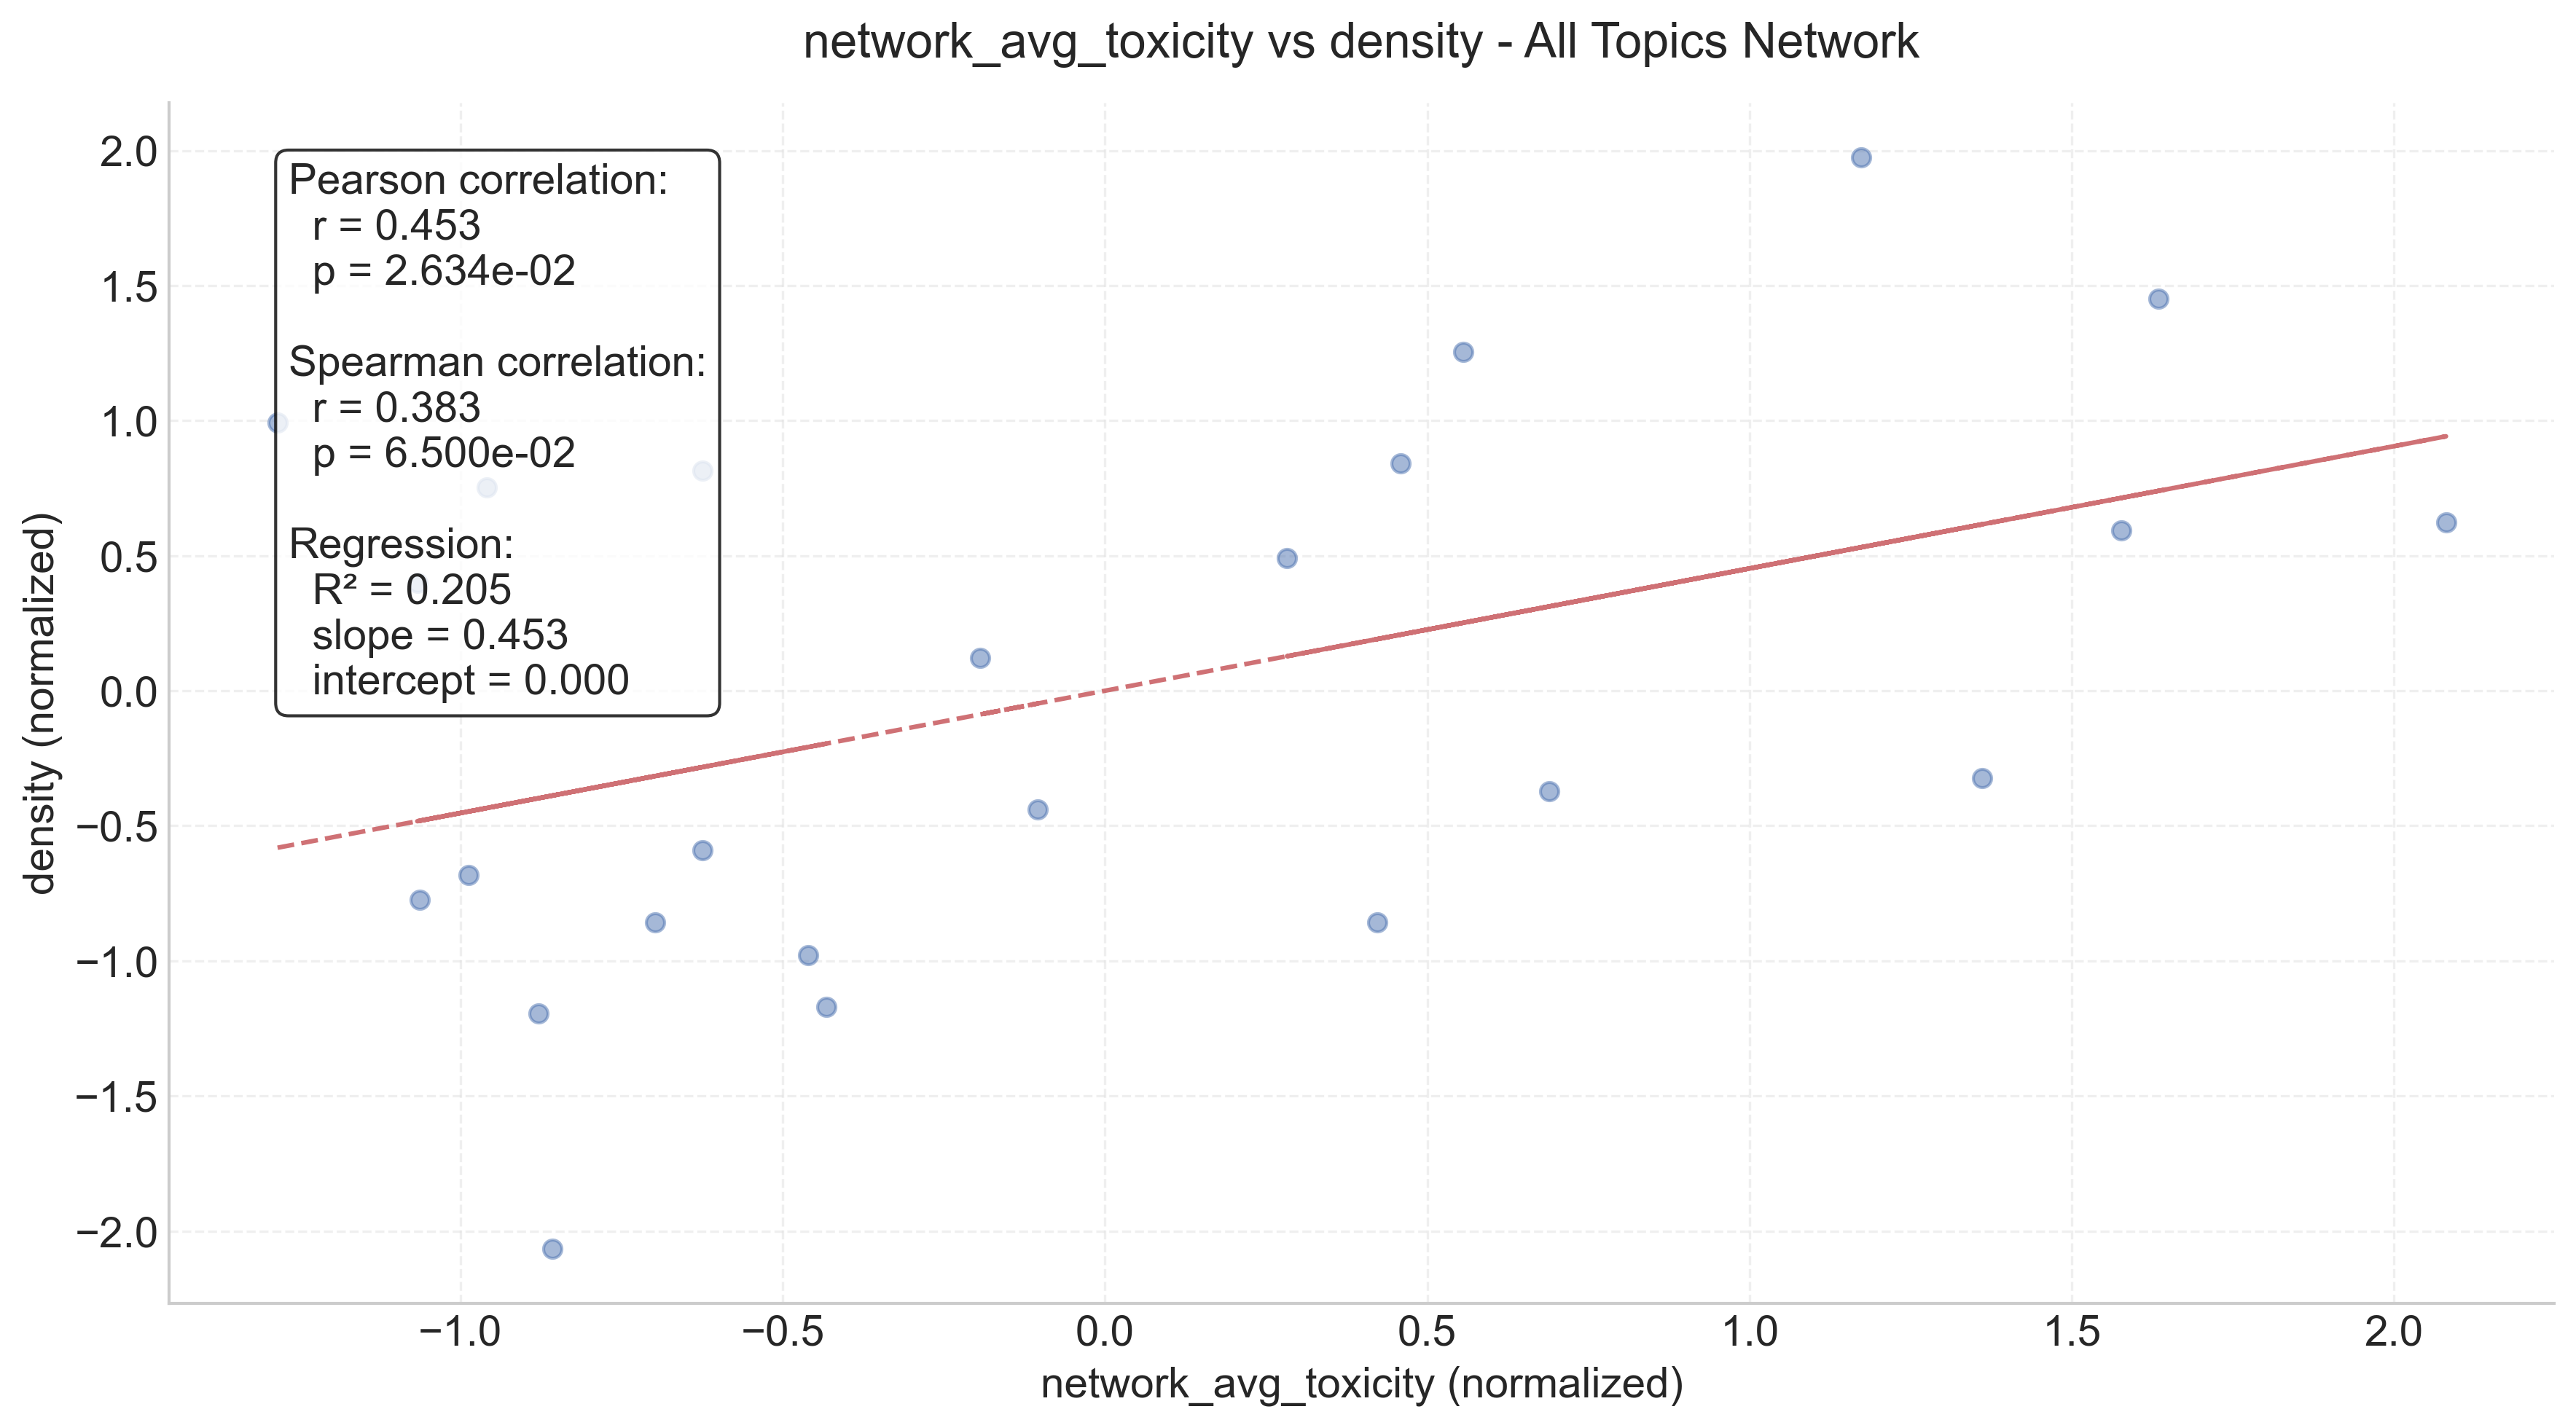 network_avg_toxicity vs density - All Topics Network
Pearson correlation:
r = 0.453
p = 2.634e-02
Spearman correlation:
r = 0.383
p = 6.500e-02
Regression:
R² = 0.205
slope = 0.453
intercept = 0.000
density (normalized)
2.0
1.5
1.0
0.5
0.0
−0.5
−1.0
−1.5
−2.0
−1.0
−0.5
0.0
0.5
1.0
1.5
2.0
network_avg_toxicity (normalized)